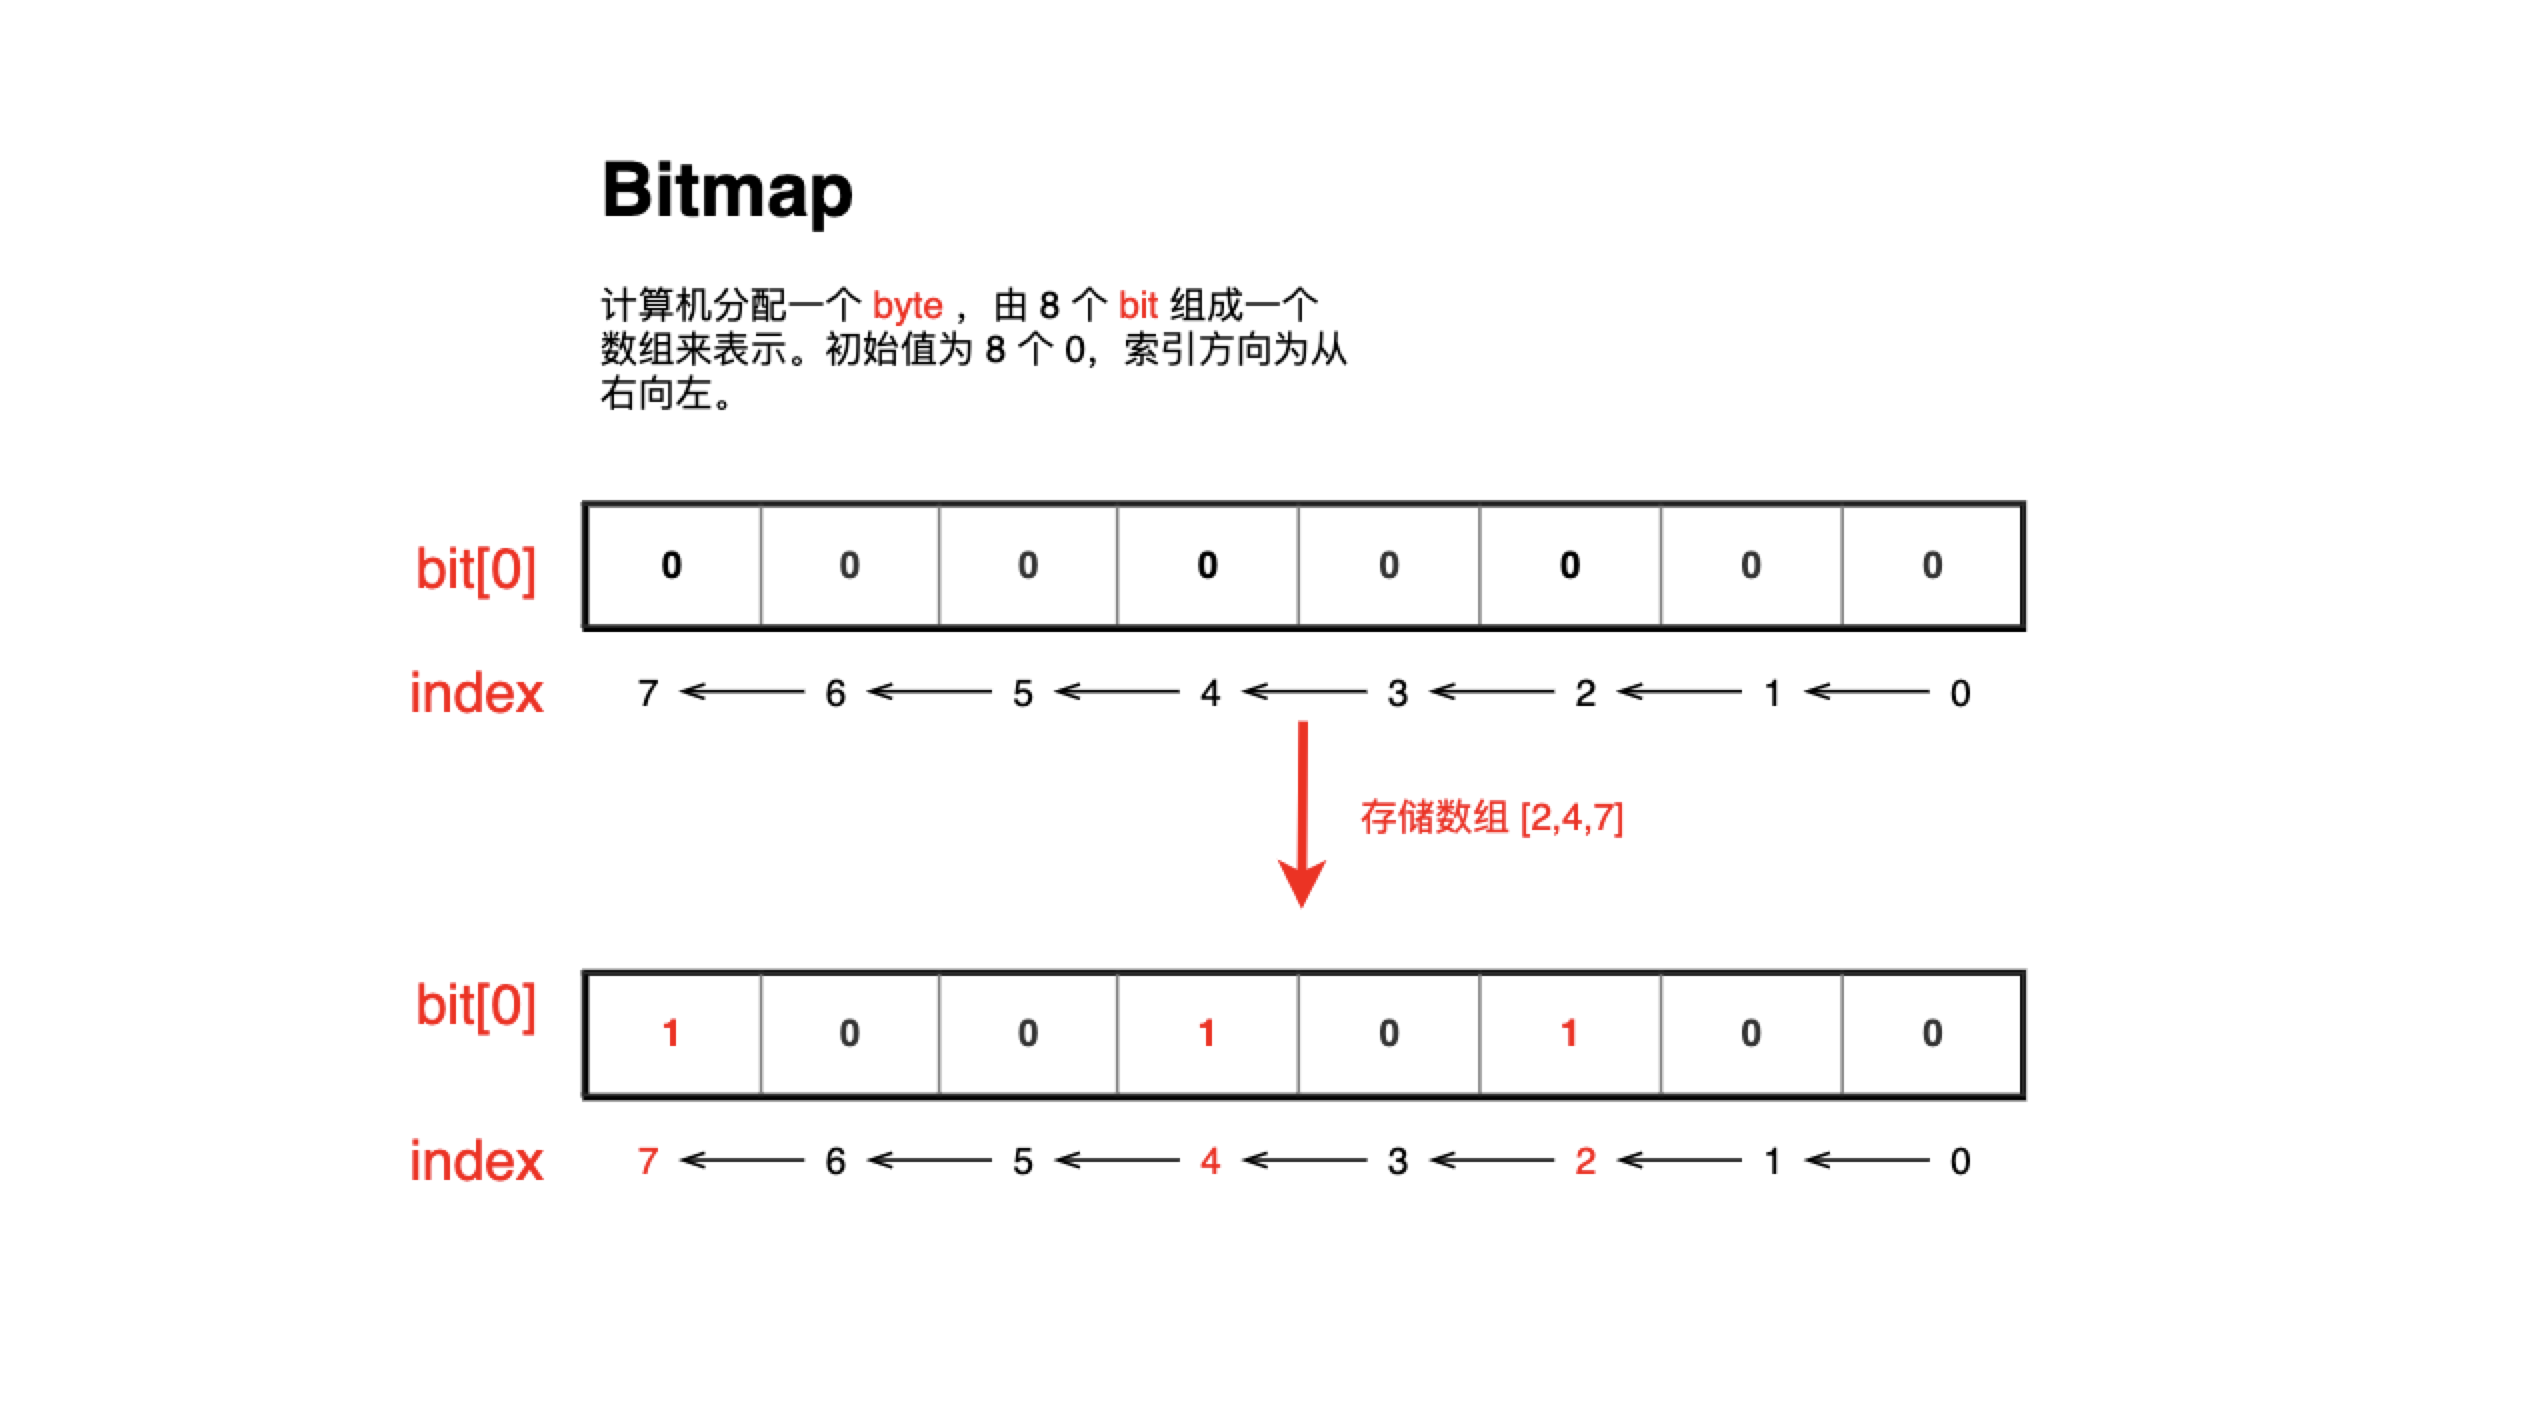 Bitmap
计算机分配一个 byte ，由 8 个 bit 组成一个
数组来表示。初始值为 8 个 0，索引方向为从
右向左。
bit[0] 0 0 0 0 0 0 0 0
index 7 6 5 4 3 2 1 0
存储数组 [2,4,7]
bit[0] 1 0 0 1 0 1 0 0
index 7 6 5 4 3 2 1 0